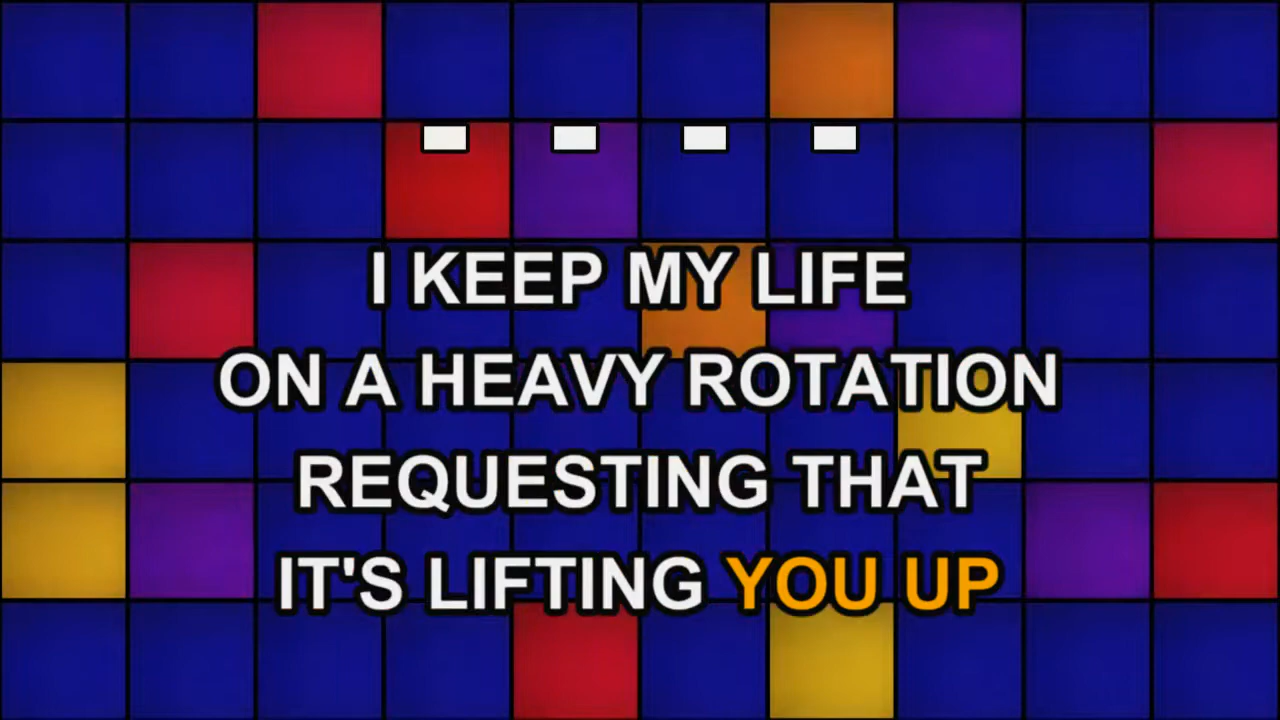 I KEEP MY LIFE
ON A HEAVY ROTATION
REQUESTING THAT
IT'S LIFTING YOU UP